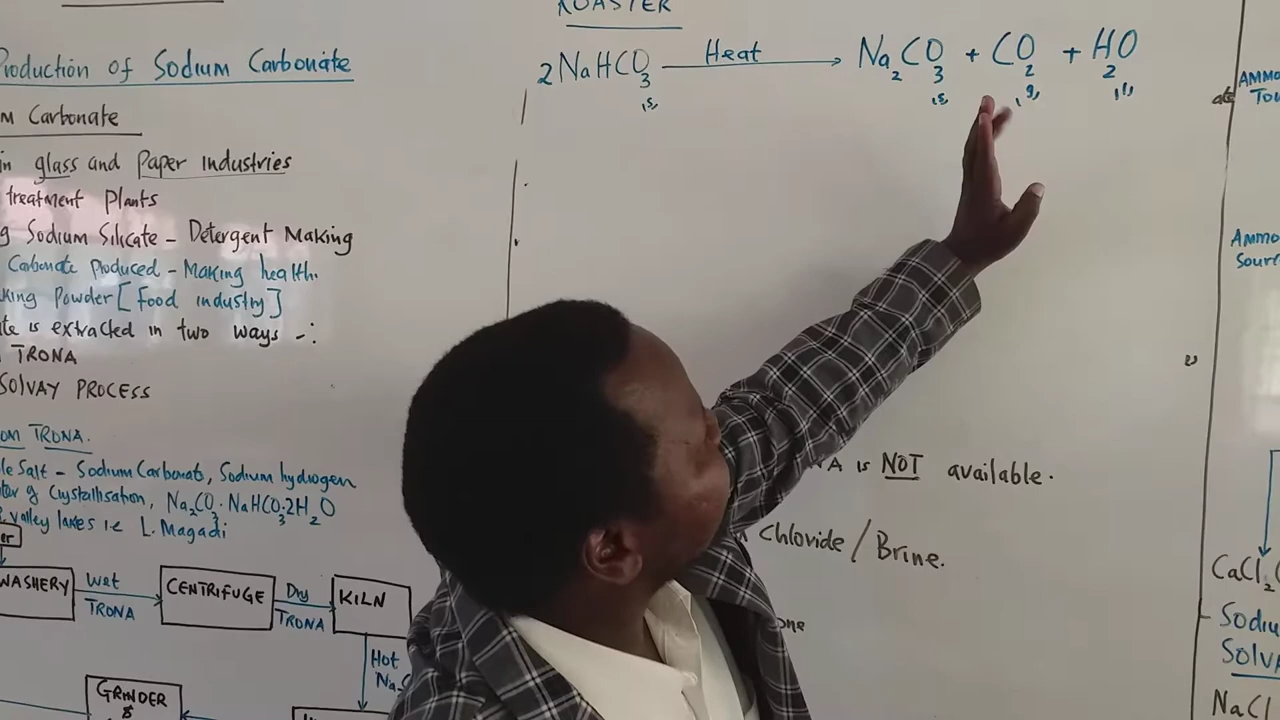 Production of Sodium Carbonate
m Carbonate
in glass and Paper industries
treatment Plants
g Sodium Silicate - Detergent Making
Carbonate Produced - Making health.
king Powder [Food industry]
te is extracted in two ways -:
TRONA
SOLVAY PROCESS
OM TRONA.
le Salt - Sodium Carbonate, Sodium hydrogen
ter of Crystallisation, Na₂CO₃.NaHCO₃.2H₂O
valley lakes i.e L. Magadi
er
WASHERY
Wet
TRONA
CENTRIFUGE
Dry
TRONA
KILN
Hot
GRINDER
&
ROASTER
2NaHCO₃(s) Heat → Na₂CO₃(s) + CO₂(g) + H₂O(l)
A is NOT available.
Chloride / Brine.
one
AMMO
TOW
Ammo
Sourc
CaCl₂(
- Sodiu
Solva
NaCl